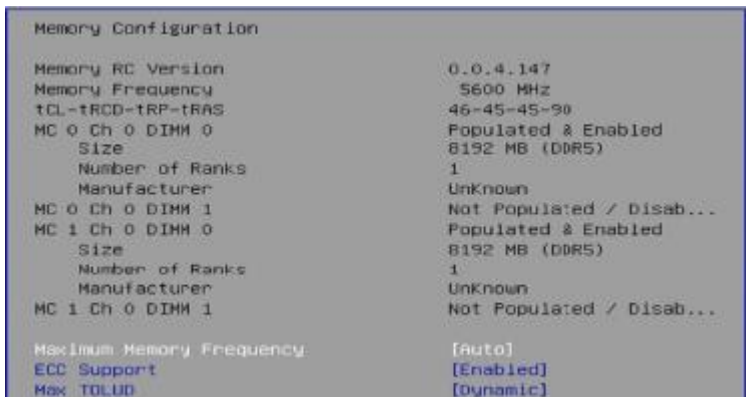 Memory Configuration
Memory RC Version 0.0.4.147
Memory Frequency 5600 MHz
tCL-tRCD-tRP-tRAS 46-45-45-90
MC 0 Ch 0 DIMM 0 Populated & Enabled
Size 8192 MB (DDR5)
Number of Ranks 1
Manufacturer UnKnown
MC 0 Ch 0 DIMM 1 Not Populated / Disab...
MC 1 Ch 0 DIMM 0 Populated & Enabled
Size 8192 MB (DDR5)
Number of Ranks 1
Manufacturer UnKnown
MC 1 Ch 0 DIMM 1 Not Populated / Disab...
Maximum Memory Frequency [Auto]
ECC Support [Enabled]
Max TOLUD [Dynamic]